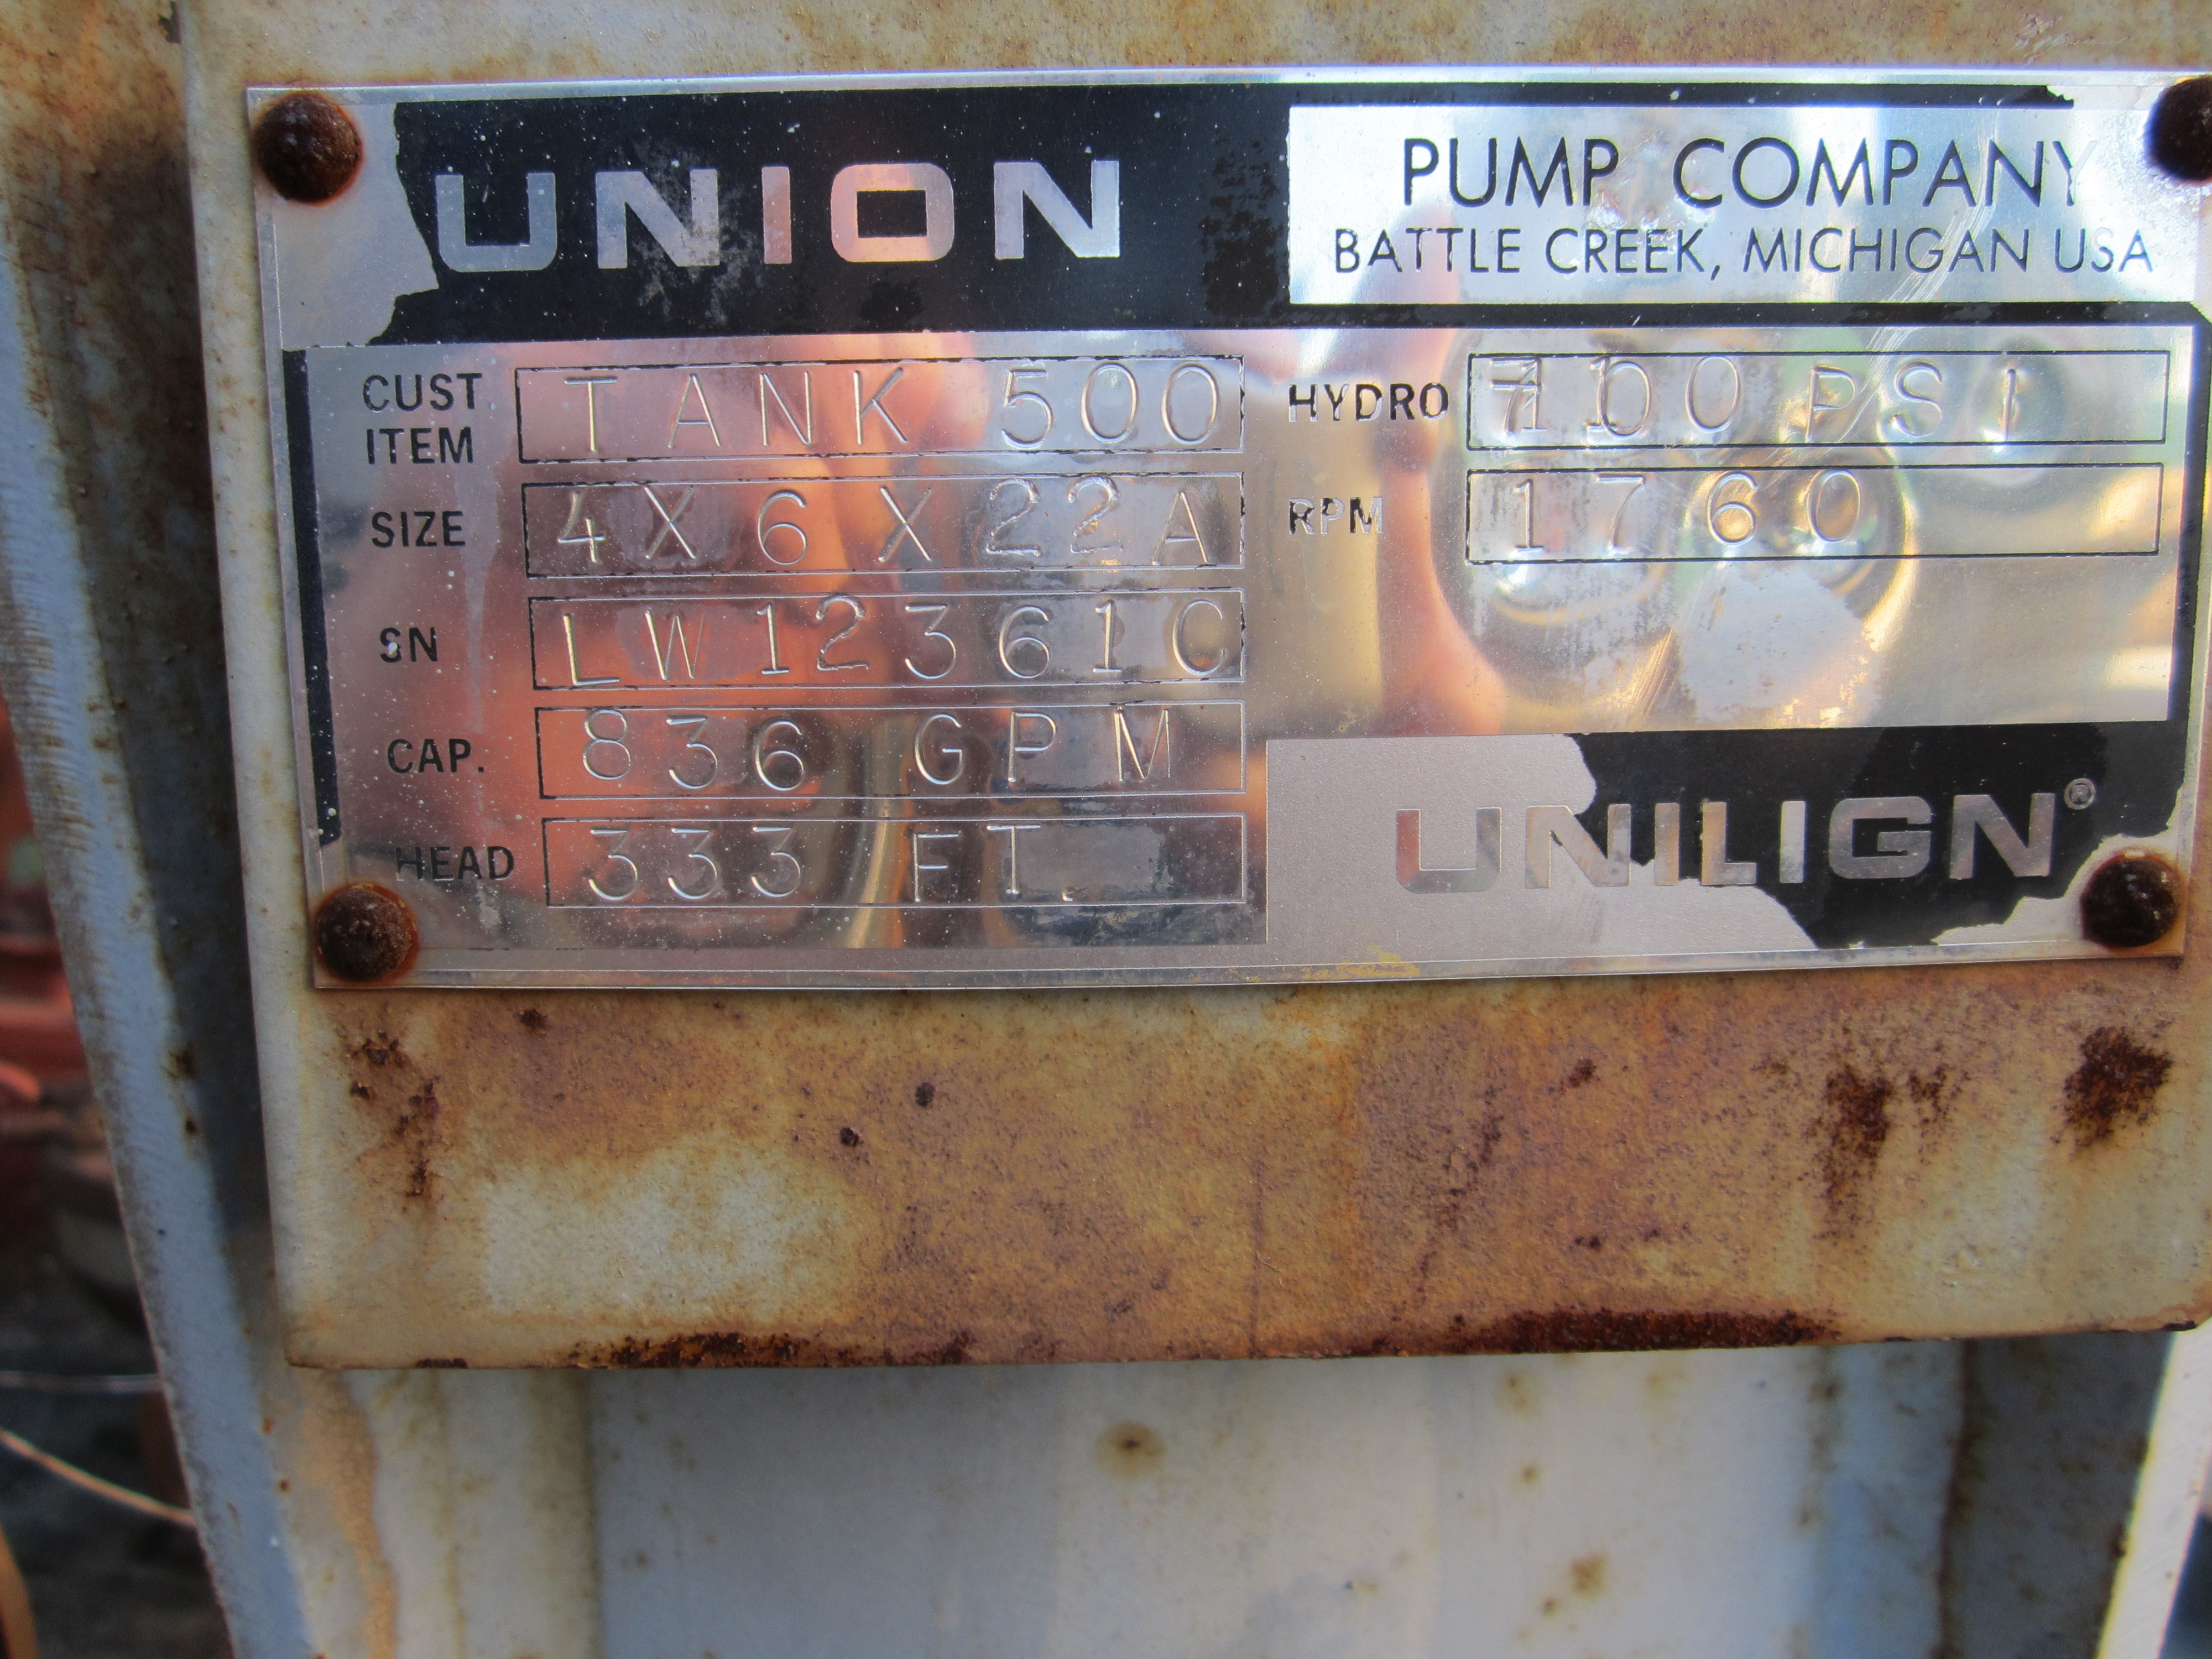 UNION
PUMP COMPANY
BATTLE CREEK, MICHIGAN USA
CUST. ITEM TANK 500
SIZE 4X6X22A
SN LW12361C
CAP. 836 GPM
HEAD 333 FT.
HYDRO PSI
RPM 1760
UNILIGN®